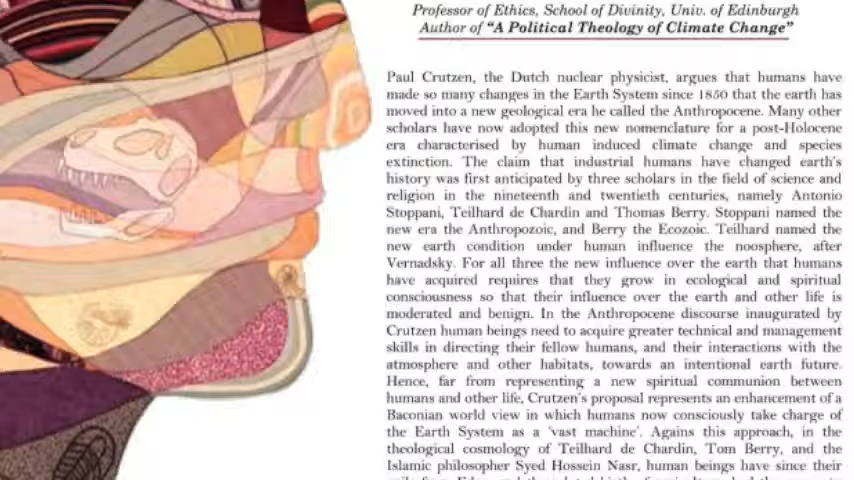 Professor of Ethics, School of Divinity, Univ. of Edinburgh
Author of "A Political Theology of Climate Change"
Paul Crutzen, the Dutch nuclear physicist, argues that humans have
made so many changes in the Earth System since 1850 that the earth has
moved into a new geological era he called the Anthropocene. Many other
scholars have now adopted this new nomenclature for a post-Holocene
era characterised by human induced climate change and species
extinction. The claim that industrial humans have changed earth's
history was first anticipated by three scholars in the field of science and
religion in the nineteenth and twentieth centuries, namely Antonio
Stoppani, Teilhard de Chardin and Thomas Berry. Stoppani named the
new era the Anthropozoic, and Berry the Ecozoic. Teilhard named the
new earth condition under human influence the noosphere, after
Vernadsky. For all three the new influence over the earth that humans
have acquired requires that they grow in ecological and spiritual
consciousness so that their influence over the earth and other life is
moderated and benign. In the Anthropocene discourse inaugurated by
Crutzen human beings need to acquire greater technical and management
skills in directing their fellow humans, and their interactions with the
atmosphere and other habitats, towards an intentional earth future.
Hence, far from representing a new spiritual communion between
humans and other life, Crutzen's proposal represents an enhancement of a
Baconian world view in which humans now consciously take charge of
the Earth System as a 'vast machine'. Agains this approach, in the
theological cosmology of Teilhard de Chardin, Tom Berry, and the
Islamic philosopher Syed Hossein Nasr, human beings have since their